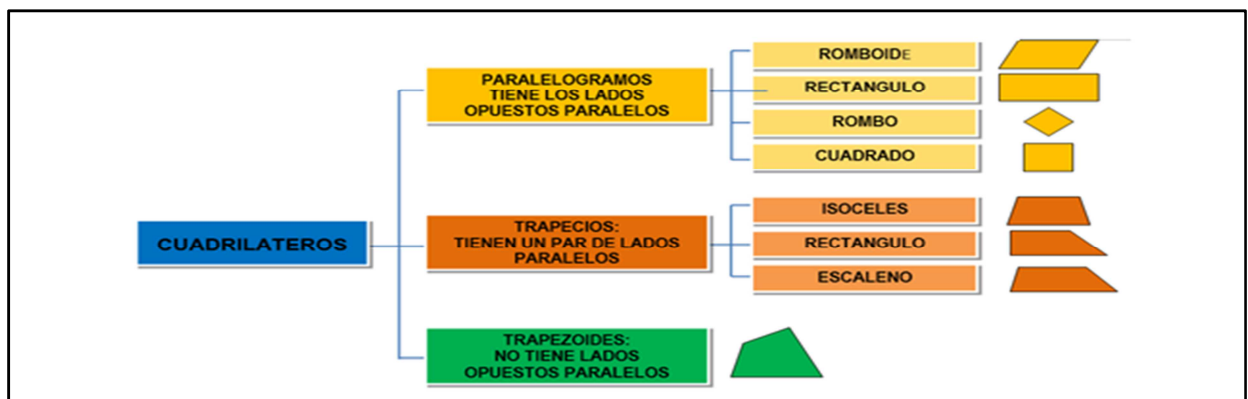 CUADRILATEROS
PARALELOGRAMOS
TIENE LOS LADOS
OPUESTOS PARALELOS
ROMBOIDE
RECTANGULO
ROMBO
CUADRADO
TRAPECIOS:
TIENEN UN PAR DE LADOS
PARALELOS
ISOCELES
RECTANGULO
ESCALENO
TRAPEZOIDES:
NO TIENE LADOS
OPUESTOS PARALELOS